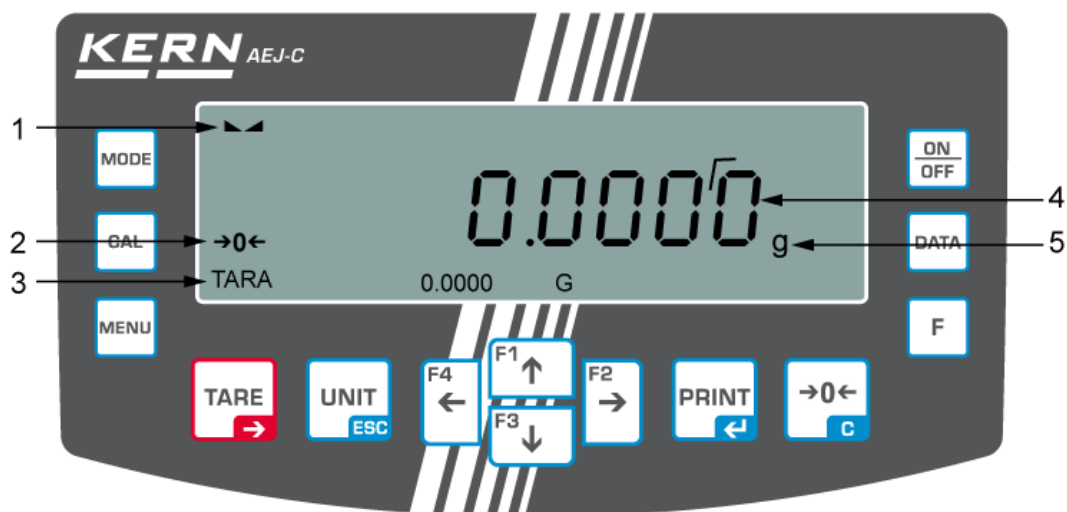 KERN AEJ-C
1
MODE
ON
OFF
0.0000
4
2
CAL
→0←
g
DATA
5
3
TARA
0.0000 G
MENU
F
TARE
→
UNIT
ESC
F4
←
F1
↑
F3
↓
F2
→
PRINT
↵
→0←
C